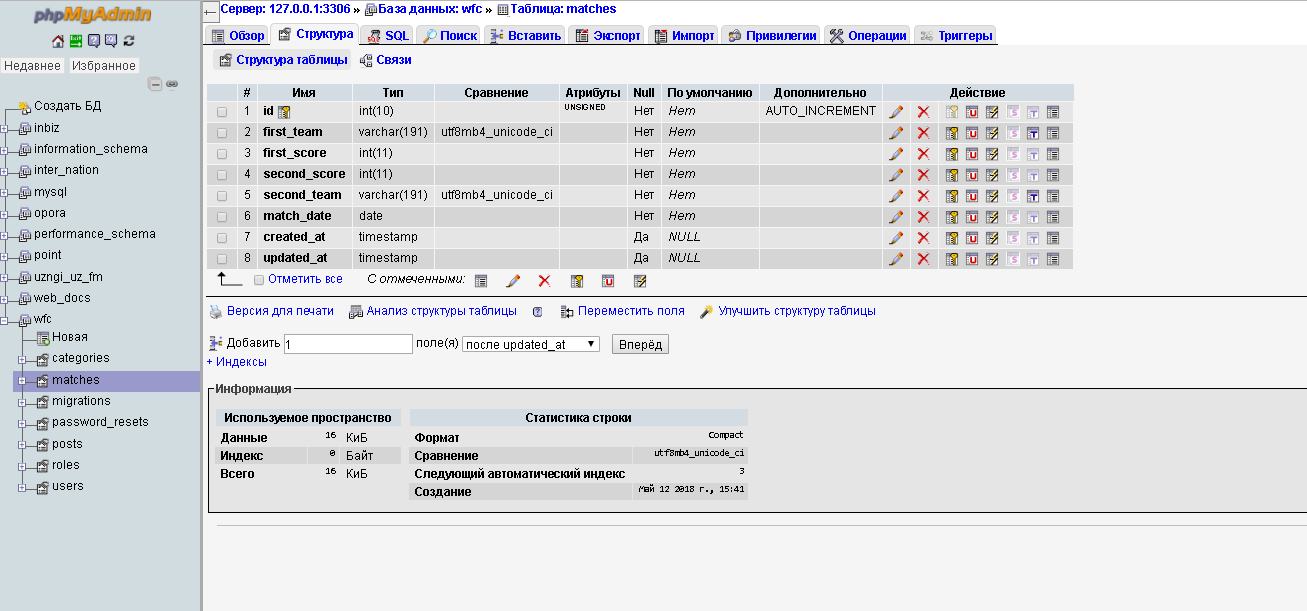 phpMyAdmin
Недавнее Избранное
Создать БД
inbiz
information_schema
inter_nation
mysql
opora
performance_schema
point
uzngi_uz_fm
web_docs
wfc
Новая
categories
matches
migrations
password_resets
posts
roles
users
Сервер: 127.0.0.1:3306 » База данных: wfc » Таблица: matches
Обзор Структура SQL Поиск Вставить Экспорт Импорт Привилегии Операции Триггеры
Структура таблицы Связи
# Имя Тип Сравнение Атрибуты Null По умолчанию Дополнительно Действие
1 id int(10) UNSIGNED Нет Нет AUTO_INCREMENT
2 first_team varchar(191) utf8mb4_unicode_ci Нет Нет
3 first_score int(11) Нет Нет
4 second_score int(11) Нет Нет
5 second_team varchar(191) utf8mb4_unicode_ci Нет Нет
6 match_date date Нет Нет
7 created_at timestamp Да NULL
8 updated_at timestamp Да NULL
Отметить все С отмеченными:
Версия для печати Анализ структуры таблицы Переместить поля Улучшить структуру таблицы
Добавить 1 поле(я) после updated_at Вперёд
+ Индексы
Информация
Используемое пространство
Данные 16 КиБ
Индекс 0 Байт
Всего 16 КиБ
Статистика строки
Формат Compact
Сравнение utf8mb4_unicode_ci
Следующий автоматический индекс 3
Создание Май 12 2018 г., 15:41